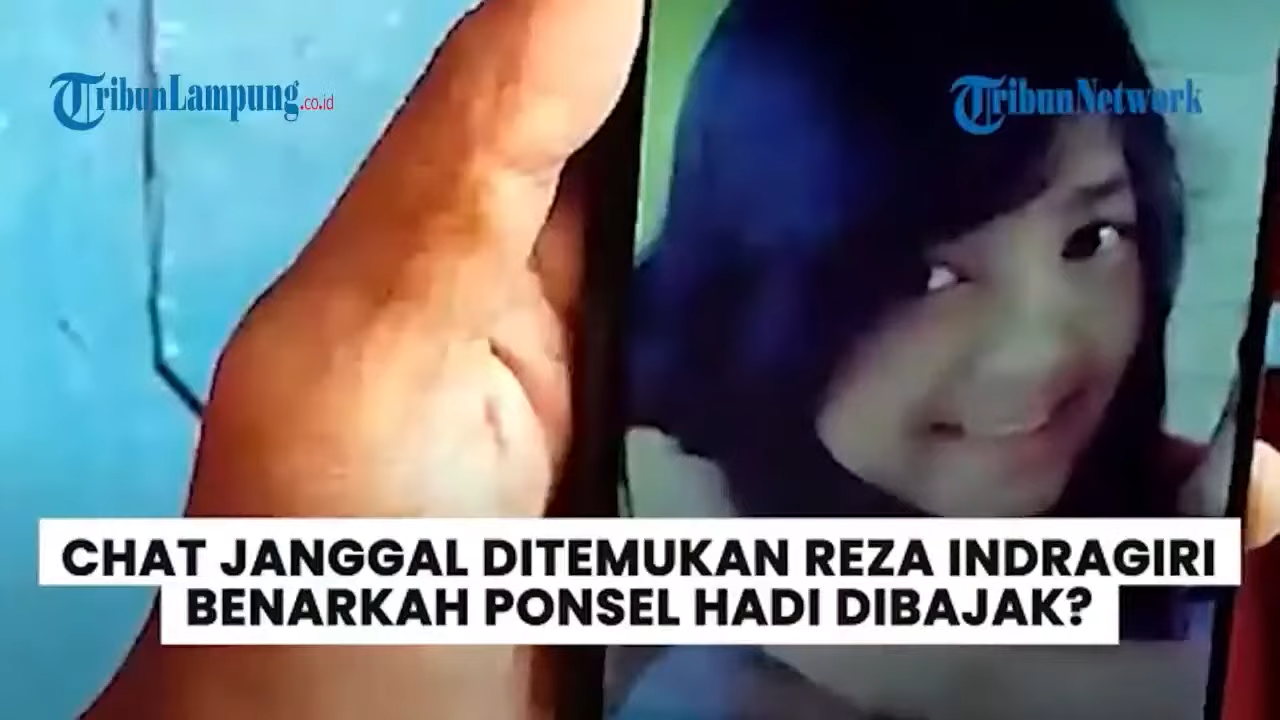 TribunLampung.co.id
TribunNetwork
CHAT JANGGAL DITEMUKAN REZA INDRAGIRI
BENARKAH PONSEL HADI DIBAJAK?